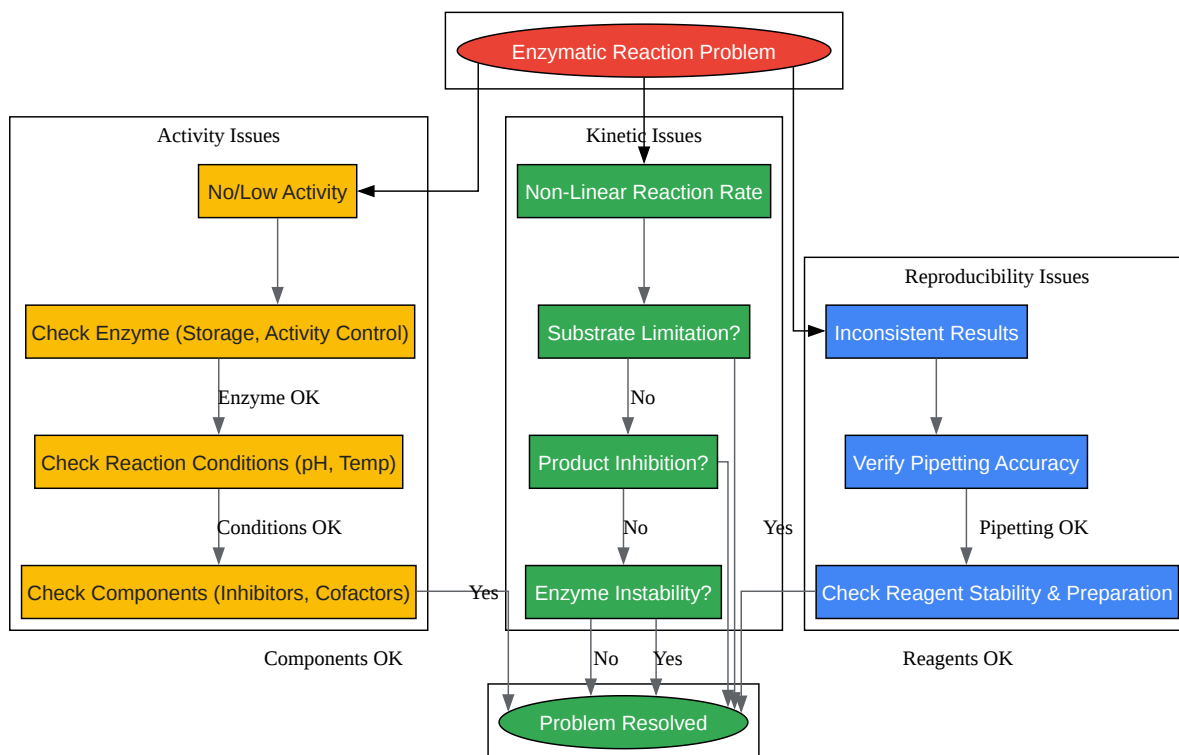 Enzymatic Reaction Problem
Activity Issues
No/Low Activity
Check Enzyme (Storage, Activity Control)
Enzyme OK
Check Reaction Conditions (pH, Temp)
Conditions OK
Check Components (Inhibitors, Cofactors)
Components OK
Kinetic Issues
Non-Linear Reaction Rate
Substrate Limitation?
No
Product Inhibition?
No
Yes
Enzyme Instability?
Yes
No
Yes
Reproducibility Issues
Inconsistent Results
Verify Pipetting Accuracy
Pipetting OK
Check Reagent Stability & Preparation
Reagents OK
Problem Resolved